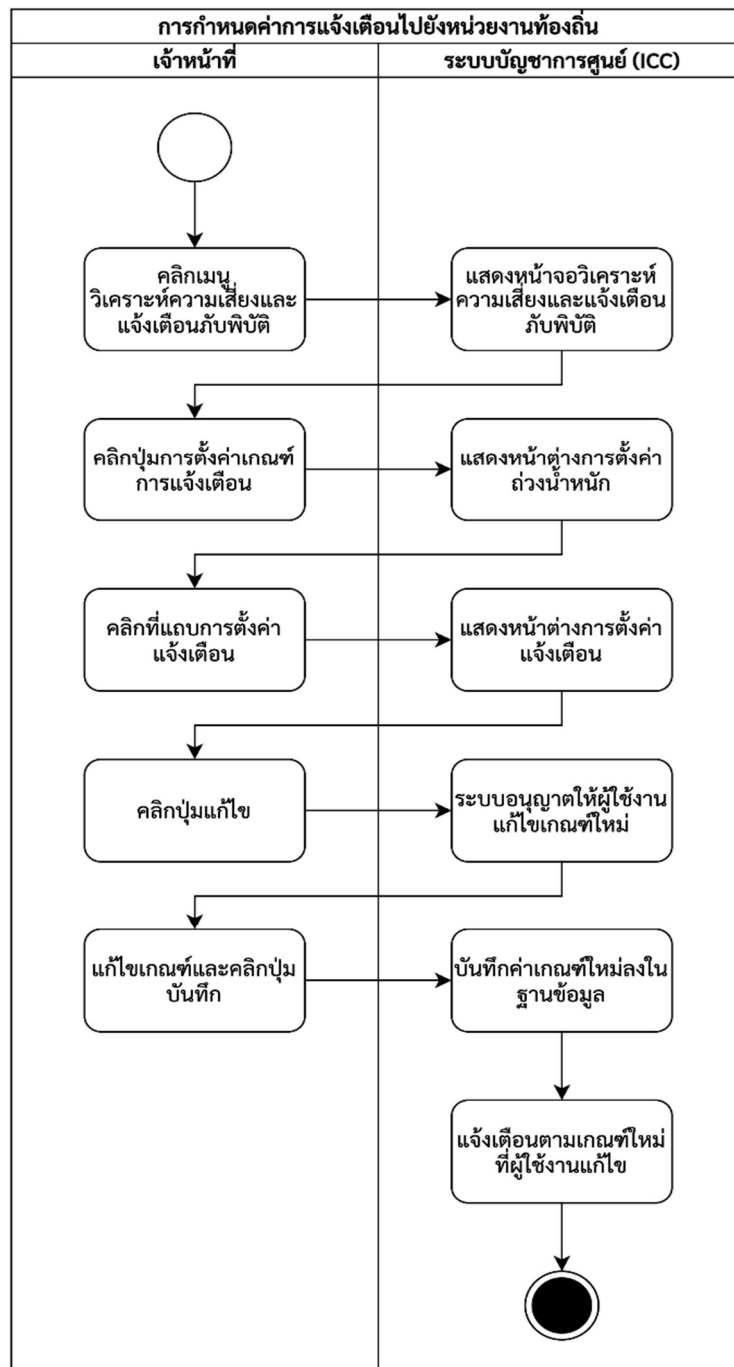 การกำหนดค่าการแจ้งเตือนไปยังหน่วยงานท้องถิ่น
เจ้าหน้าที่
ระบบบัญชาการศูนย์ (ICC)
คลิกเมนู
วิเคราะห์ความเสี่ยงและ
แจ้งเตือนภับพิบัติ
แสดงหน้าจอวิเคราะห์
ความเสี่ยงและแจ้งเตือน
ภับพิบัติ
คลิกปุ่มการตั้งค่าเกณฑ์
การแจ้งเตือน
แสดงหน้าต่างการตั้งค่า
ถ่วงน้ำหนัก
คลิกที่แถบการตั้งค่า
แจ้งเตือน
แสดงหน้าต่างการตั้งค่า
แจ้งเตือน
คลิกปุ่มแก้ไข
ระบบอนุญาตให้ผู้ใช้งาน
แก้ไขเกณฑ์ใหม่
แก้ไขเกณฑ์และคลิกปุ่ม
บันทึก
บันทึกค่าเกณฑ์ใหม่ลงใน
ฐานข้อมูล
แจ้งเตือนตามเกณฑ์ใหม่
ที่ผู้ใช้งานแก้ไข